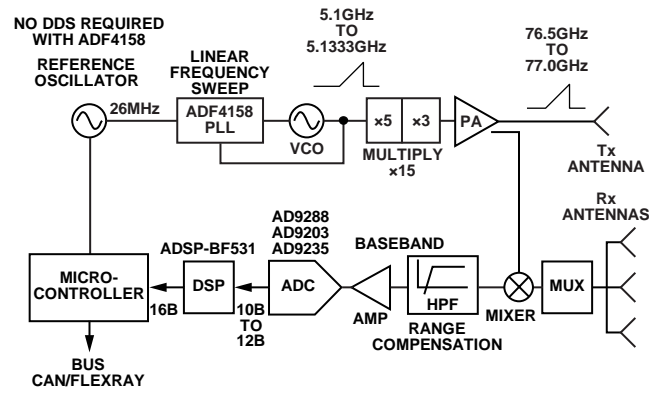 NO DDS REQUIRED
WITH ADF4158
REFERENCE
OSCILLATOR
26MHz
LINEAR
FREQUENCY
SWEEP
ADF4158
PLL
VCO
5.1GHz
TO
5.1333GHz
×5
×3
MULTIPLY
×15
PA
76.5GHz
TO
77.0GHz
Tx
ANTENNA
Rx
ANTENNAS
MICRO-
CONTROLLER
16B
ADSP-BF531
DSP
10B
TO
12B
AD9288
AD9203
AD9235
ADC
AMP
BASEBAND
HPF
RANGE
COMPENSATION
MIXER
MUX
BUS
CAN/FLEXRAY